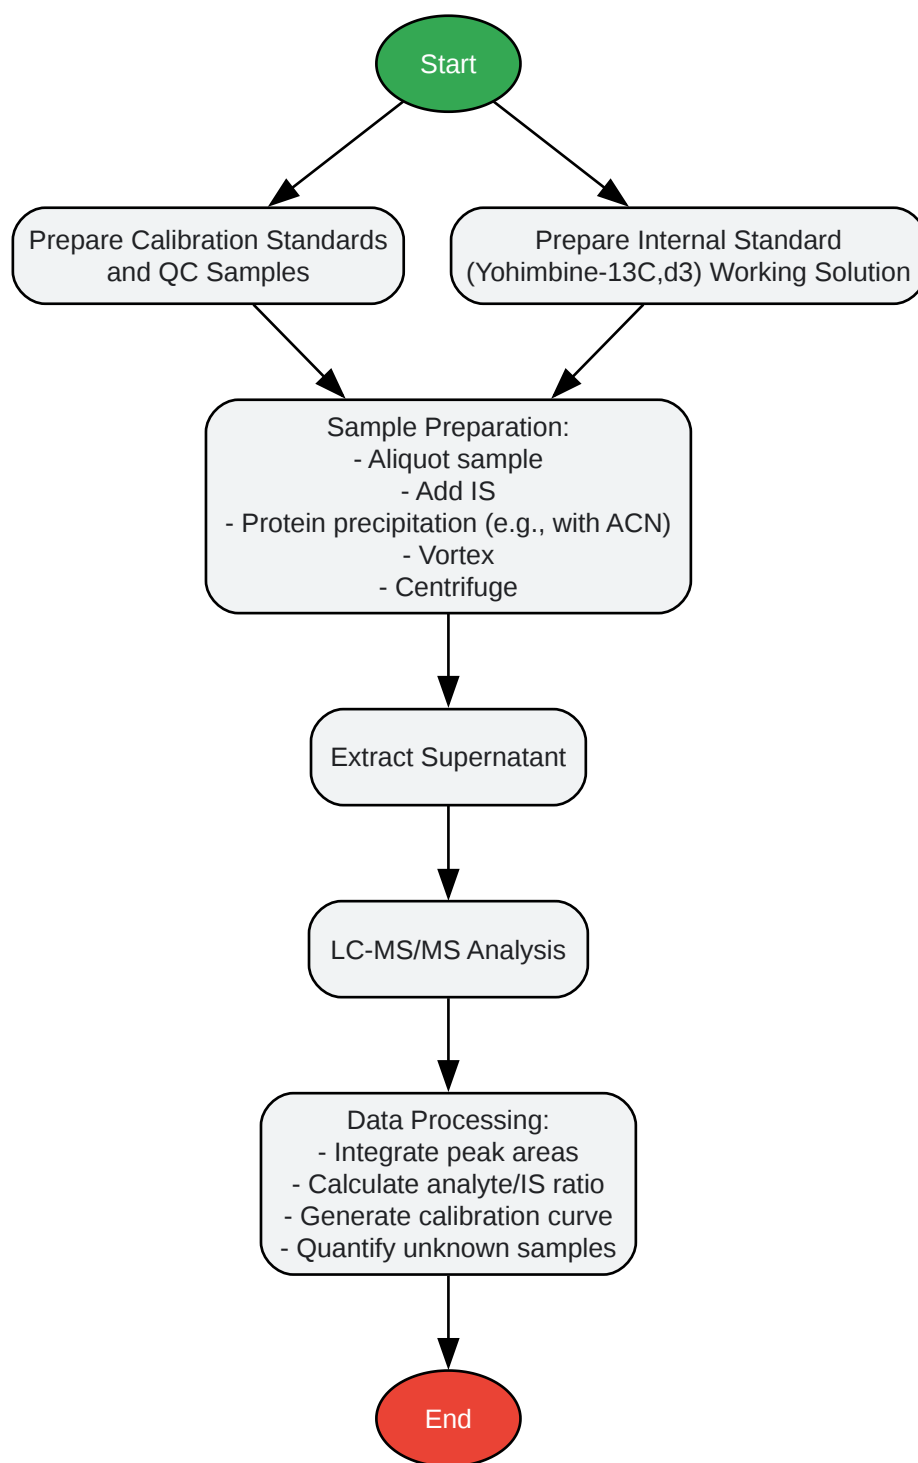 Start
Prepare Calibration Standards
and QC Samples
Prepare Internal Standard
(Yohimbine-13C,d3) Working Solution
Sample Preparation:
- Aliquot sample
- Add IS
- Protein precipitation (e.g., with ACN)
- Vortex
- Centrifuge
Extract Supernatant
LC-MS/MS Analysis
Data Processing:
- Integrate peak areas
- Calculate analyte/IS ratio
- Generate calibration curve
- Quantify unknown samples
End